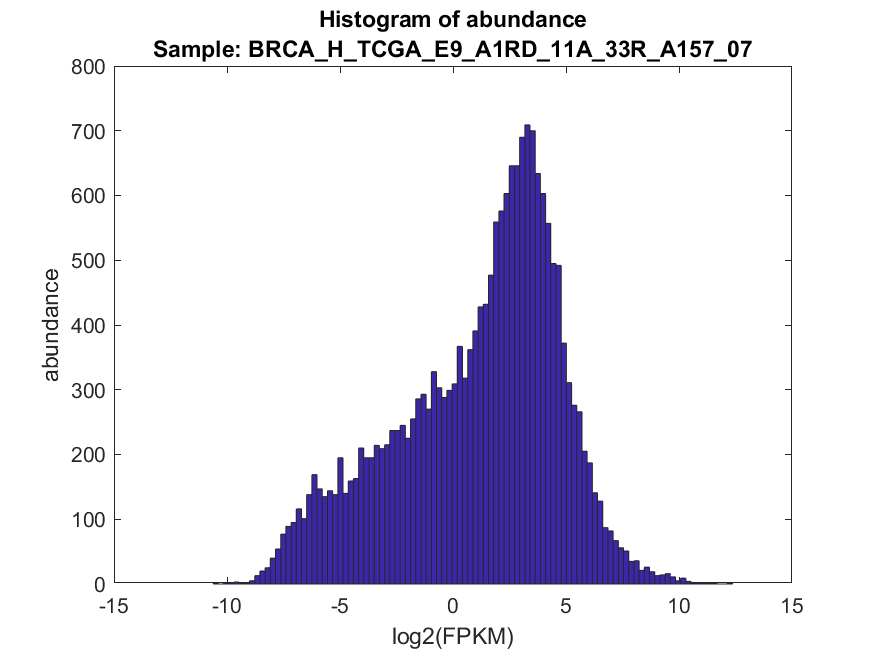 Histogram of abundance
Sample: BRCA_H_TCGA_E9_A1RD_11A_33R_A157_07
800
700
600
500
400
300
200
100
0
abundance
-15 -10 -5 0 5 10 15
log2(FPKM)